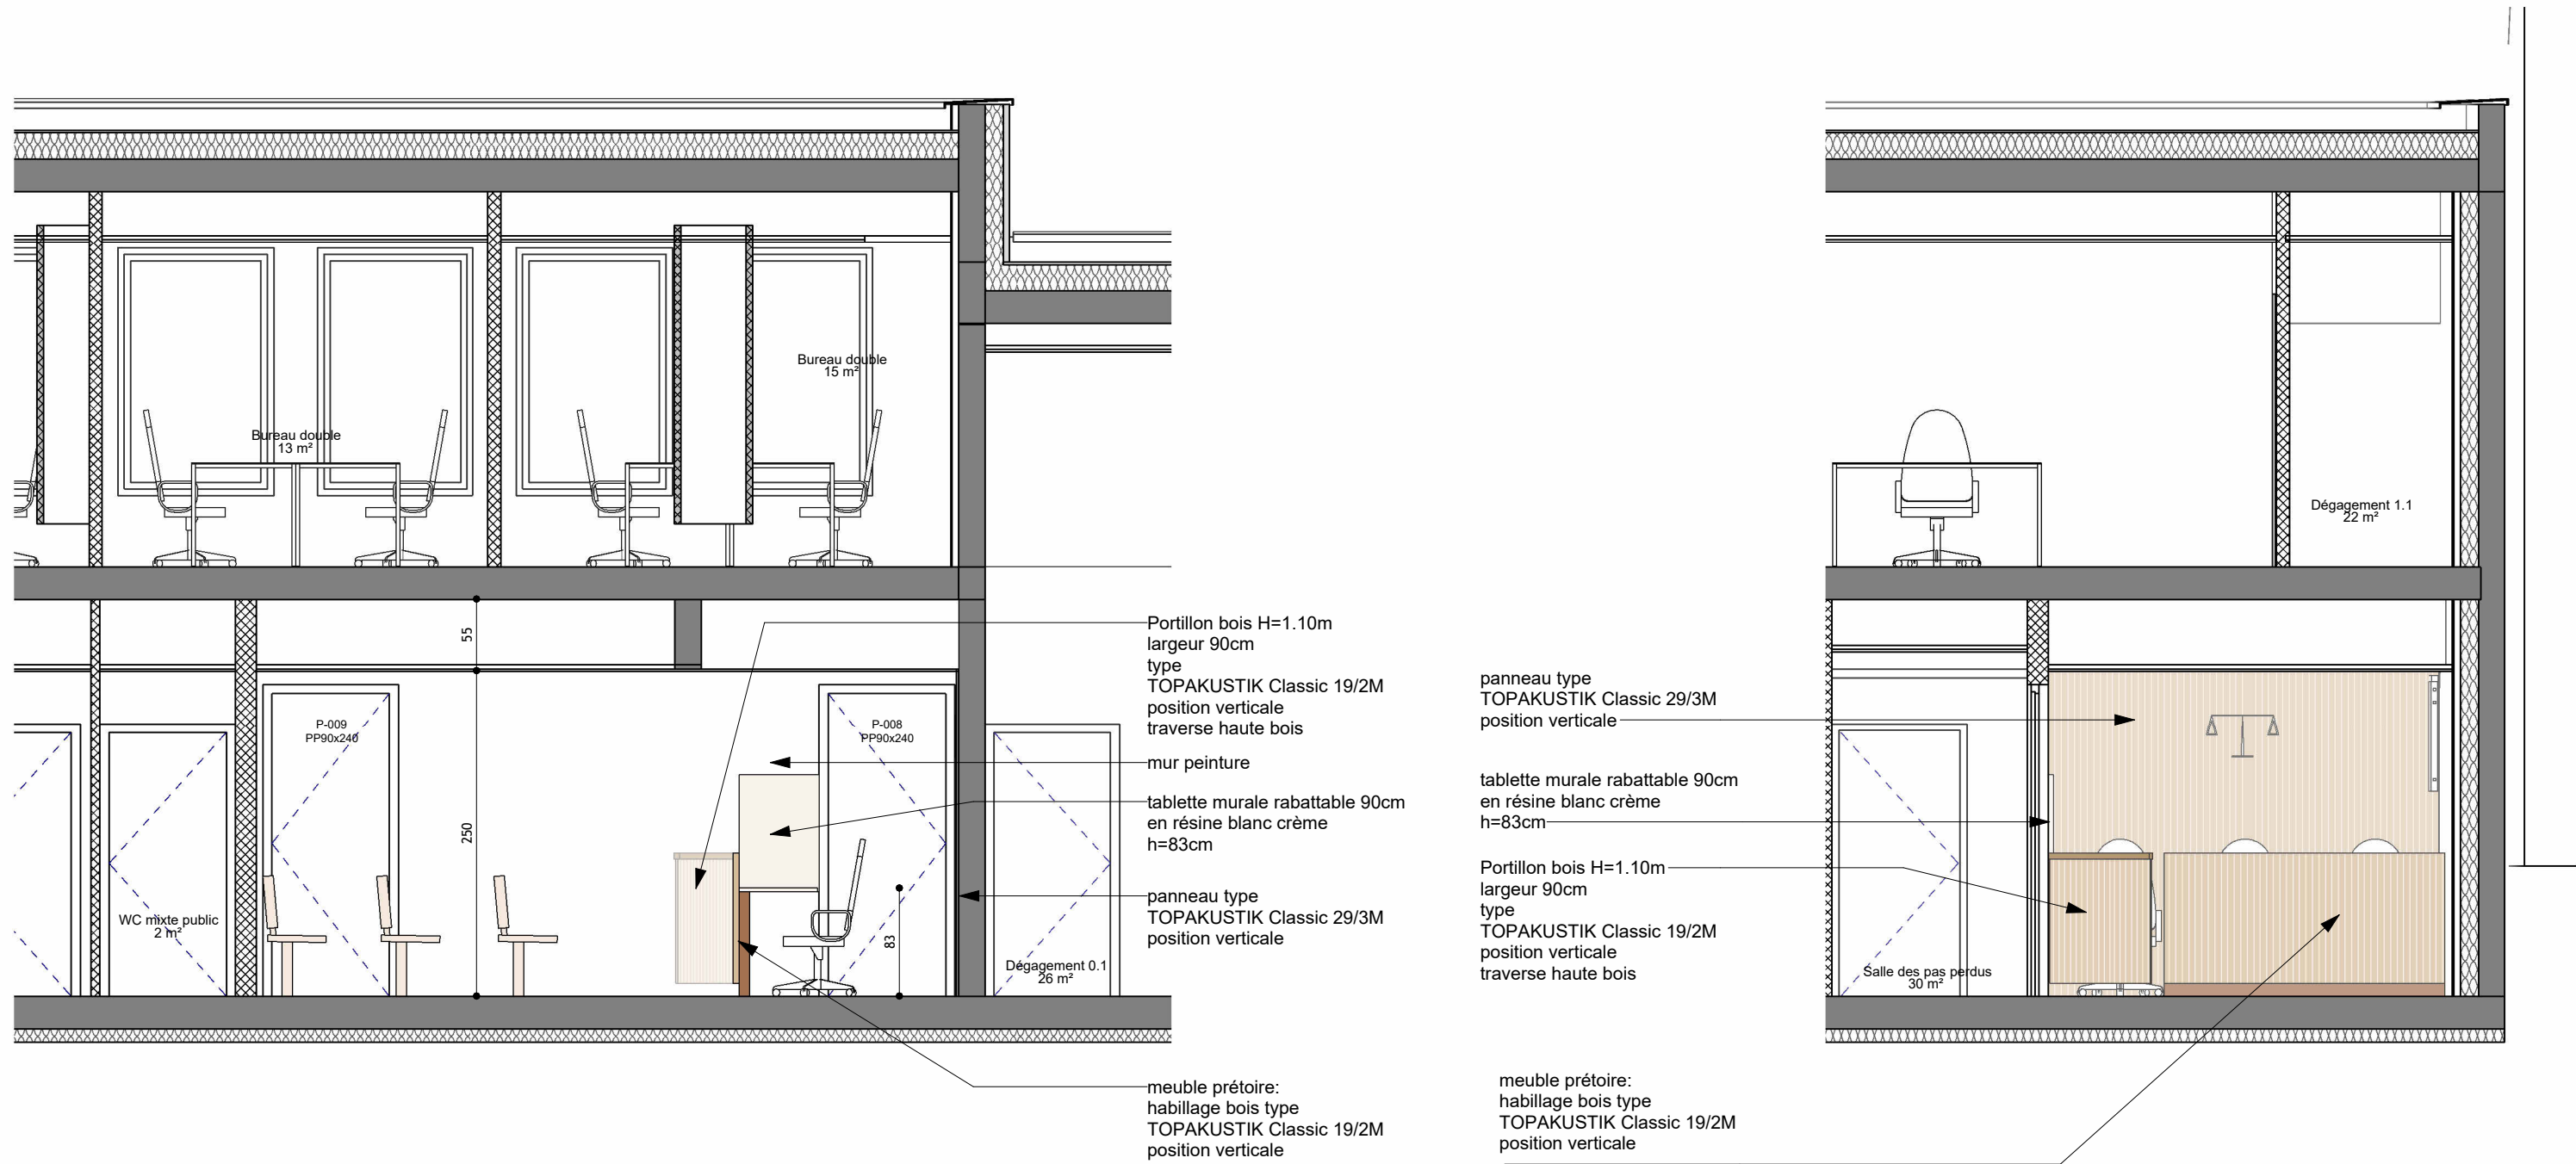 Bureau double
15 m²
Bureau double
13 m²
55
250
83
P-009
PP90x240
P-008
PP90x240
WC mixte public
2 m²
Dégagement 0.1
26 m²
Portillon bois H=1.10m
largeur 90cm
type
TOPAKUSTIK Classic 19/2M
position verticale
traverse haute bois
mur peinture
tablette murale rabattable 90cm
en résine blanc crème
h=83cm
panneau type
TOPAKUSTIK Classic 29/3M
position verticale
meuble prétoire:
habillage bois type
TOPAKUSTIK Classic 19/2M
position verticale
panneau type
TOPAKUSTIK Classic 29/3M
position verticale
tablette murale rabattable 90cm
en résine blanc crème
h=83cm
Portillon bois H=1.10m
largeur 90cm
type
TOPAKUSTIK Classic 19/2M
position verticale
traverse haute bois
meuble prétoire:
habillage bois type
TOPAKUSTIK Classic 19/2M
position verticale
Dégagement 1.1
22 m²
Salle des pas perdus
30 m²